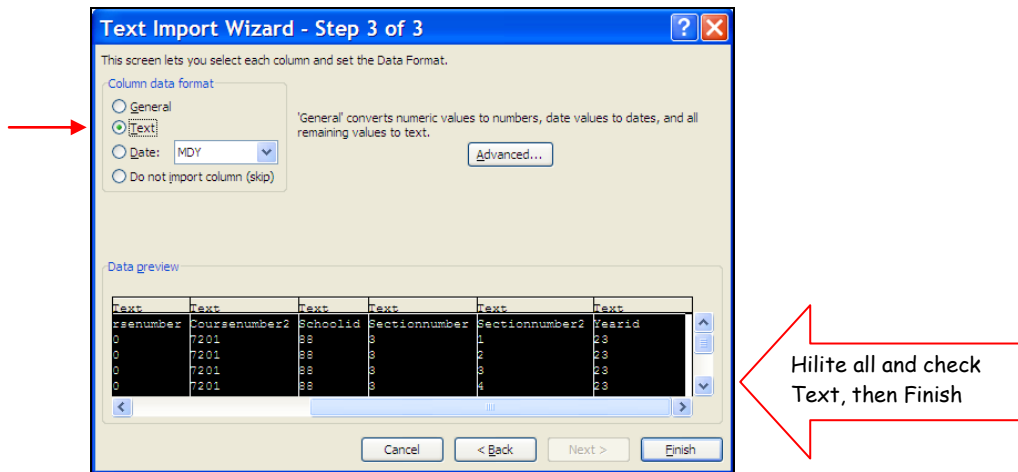 Text Import Wizard - Step 3 of 3
This screen lets you select each column and set the Data Format.
Column data format
General
Text
Date: MDY
Do not import column (skip)
'General' converts numeric values to numbers, date values to dates, and all
remaining values to text.
Advanced...
Data preview
Text Text Text Text Text Text
rsenumber Coursenumber2 Schoolid Sectionnumber Sectionnumber2 Yearid
0 7201 88 3 1 23
0 7201 88 3 2 23
0 7201 88 3 3 23
0 7201 88 3 4 23
Cancel < Back Next > Finish
Hilite all and check
Text, then Finish